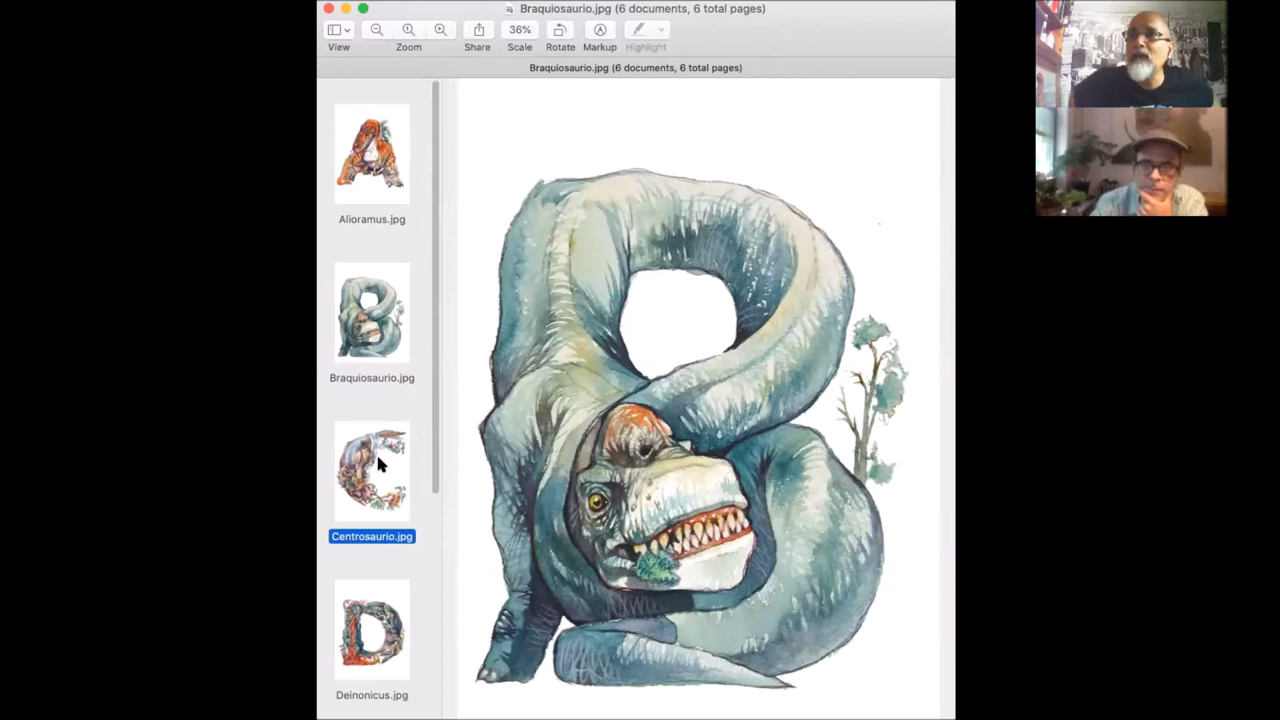 Braquiosaurio.jpg (6 documents, 6 total pages)
36%
View
Zoom
Share
Scale
Rotate
Markup
Highlight
Braquiosaurio.jpg (6 documents, 6 total pages)
Alioramus.jpg
Braquiosaurio.jpg
Centrosaurio.jpg
Deinonicus.jpg